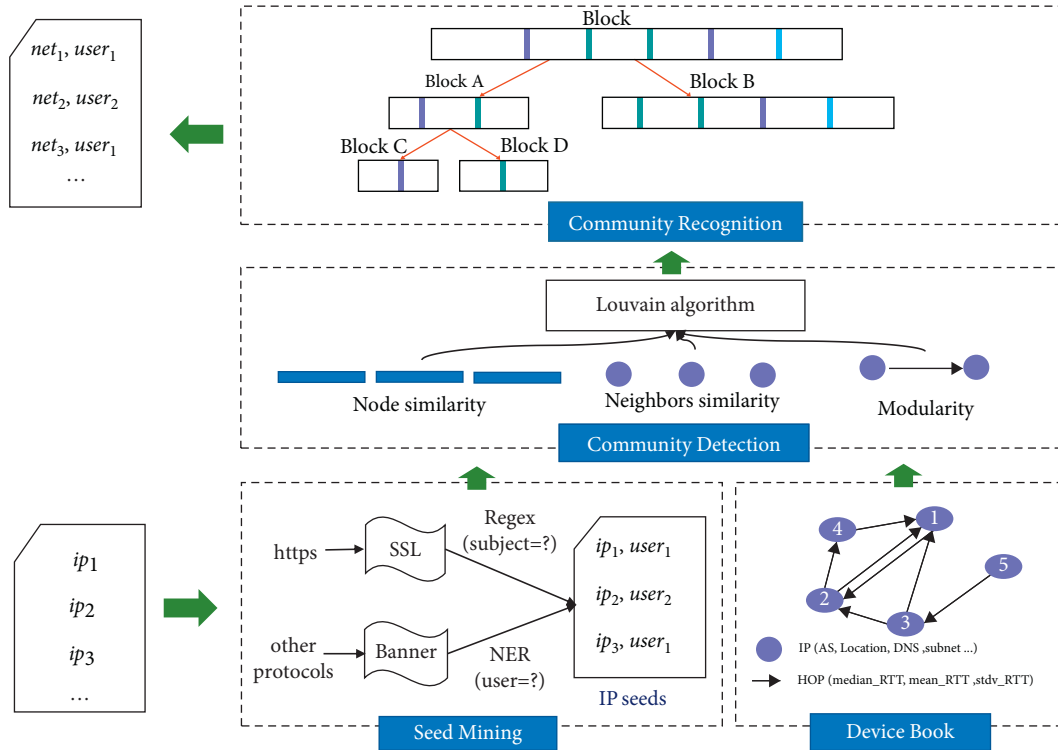 Block
net1, user1
net2, user2
net3, user1
...
Block A
Block B
Block C
Block D
Community Recognition
Louvain algorithm
Node similarity
Neighbors similarity
Modularity
Community Detection
ip1
ip2
ip3
...
https
SSL
Regex
(subject=?)
other
protocols
Banner
NER
(user=?)
ip1, user1
ip2, user2
ip3, user1
IP seeds
Seed Mining
4
1
5
2
3
IP (AS, Location, DNS ,subnet ...)
HOP (median_RTT, mean_RTT ,stdv_RTT)
Device Book